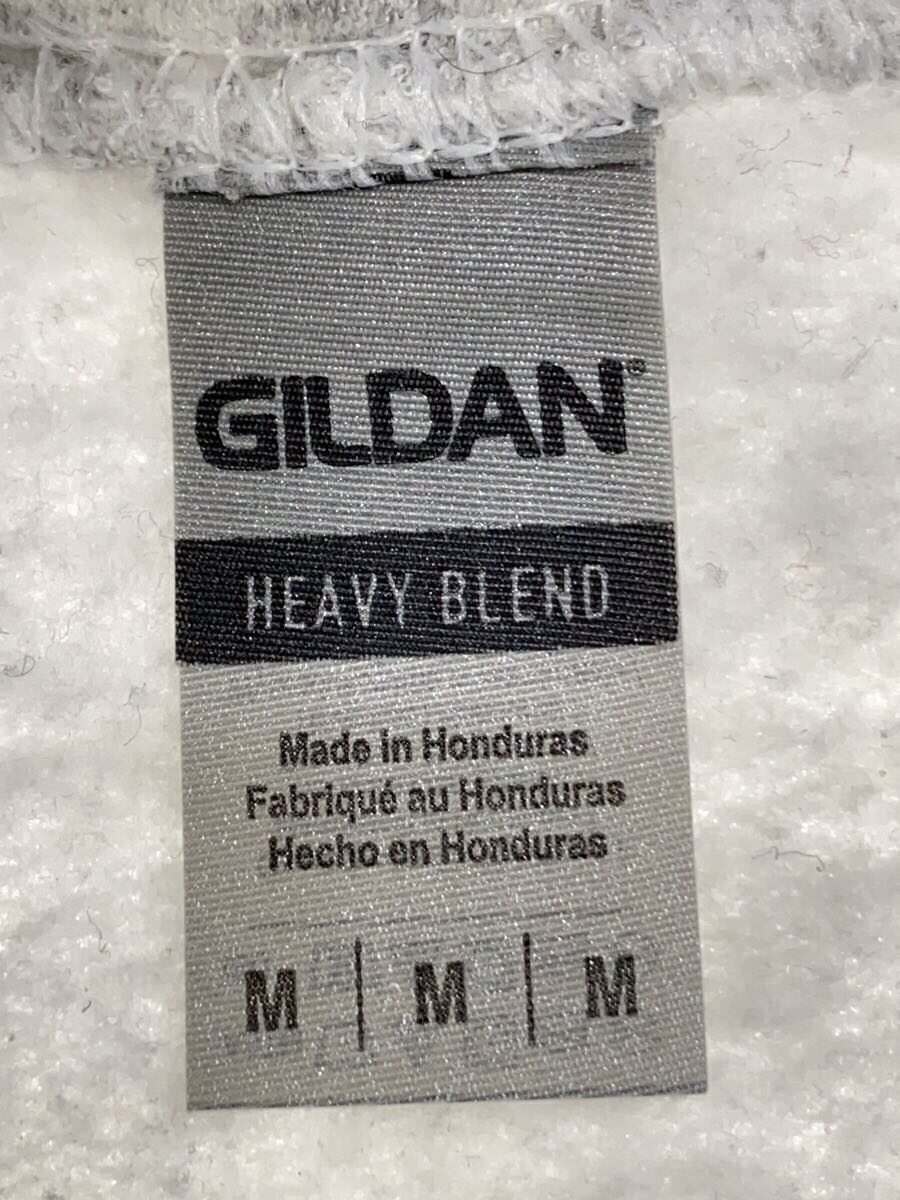 GILDAN®
HEAVY BLEND
Made in Honduras
Fabriqué au Honduras
Hecho en Honduras
M | M | M